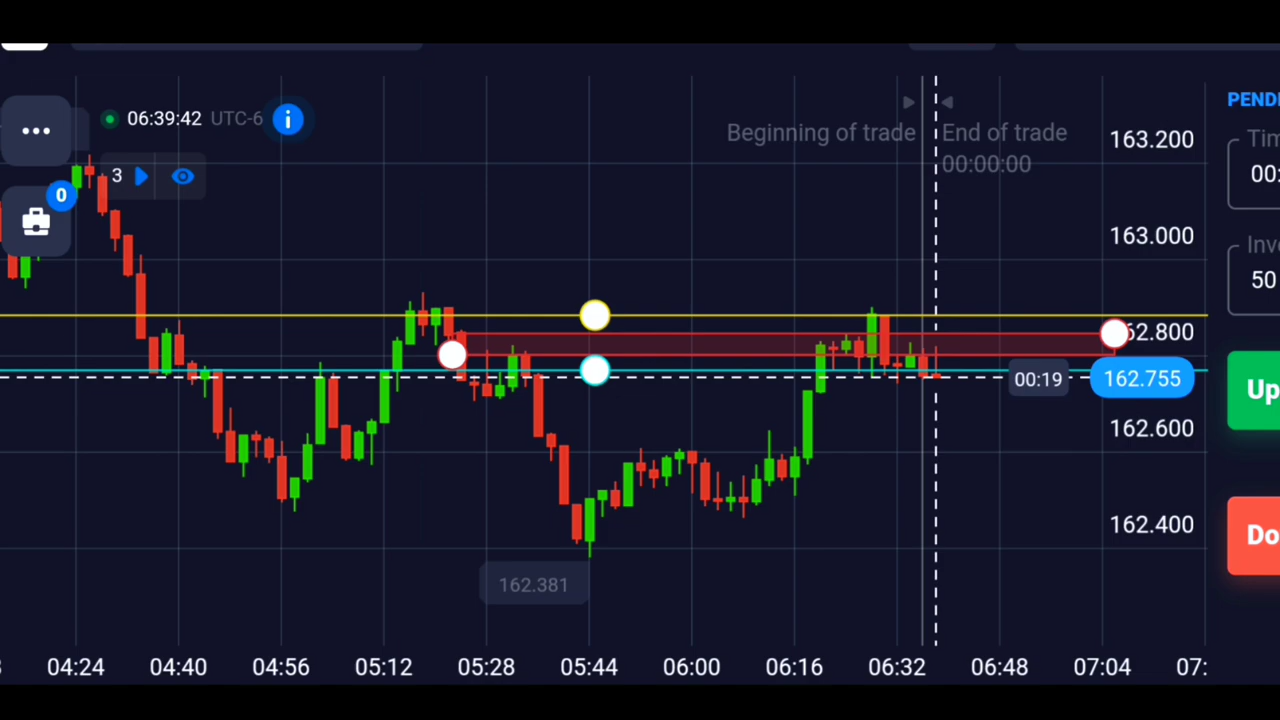 PENDI
06:39:42 UTC-6
i
Beginning of trade
End of trade
00:00:00
163.200
Tim
00:
3
0
163.000
Inve
50
62.800
00:19
162.755
Up
162.600
162.400
Do
162.381
04:24
04:40
04:56
05:12
05:28
05:44
06:00
06:16
06:32
06:48
07:04
07: